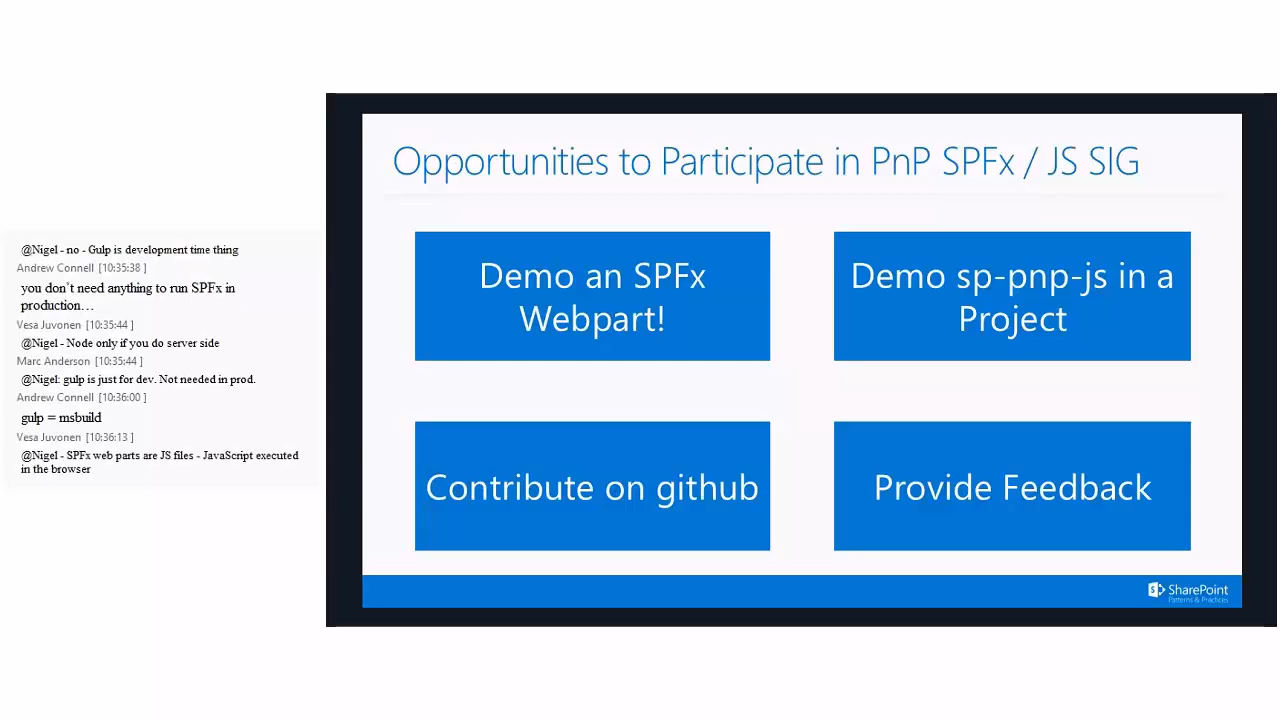 @Nigel - no - Gulp is development time thing
Andrew Connell [10:35:38 ]
you don't need anything to run SPFx in
production...
Vesa Juvonen [10:35:44 ]
@Nigel - Node only if you do server side
Marc Anderson [10:35:44 ]
@Nigel: gulp is just for dev. Not needed in prod.
Andrew Connell [10:36:00 ]
gulp = msbuild
Vesa Juvonen [10:36:13 ]
@Nigel - SPFx web parts are JS files - JavaScript executed
in the browser
Opportunities to Participate in PnP SPFx / JS SIG
Demo an SPFx
Webpart!
Demo sp-pnp-js in a
Project
Contribute on github
Provide Feedback
SharePoint
Patterns & Practices